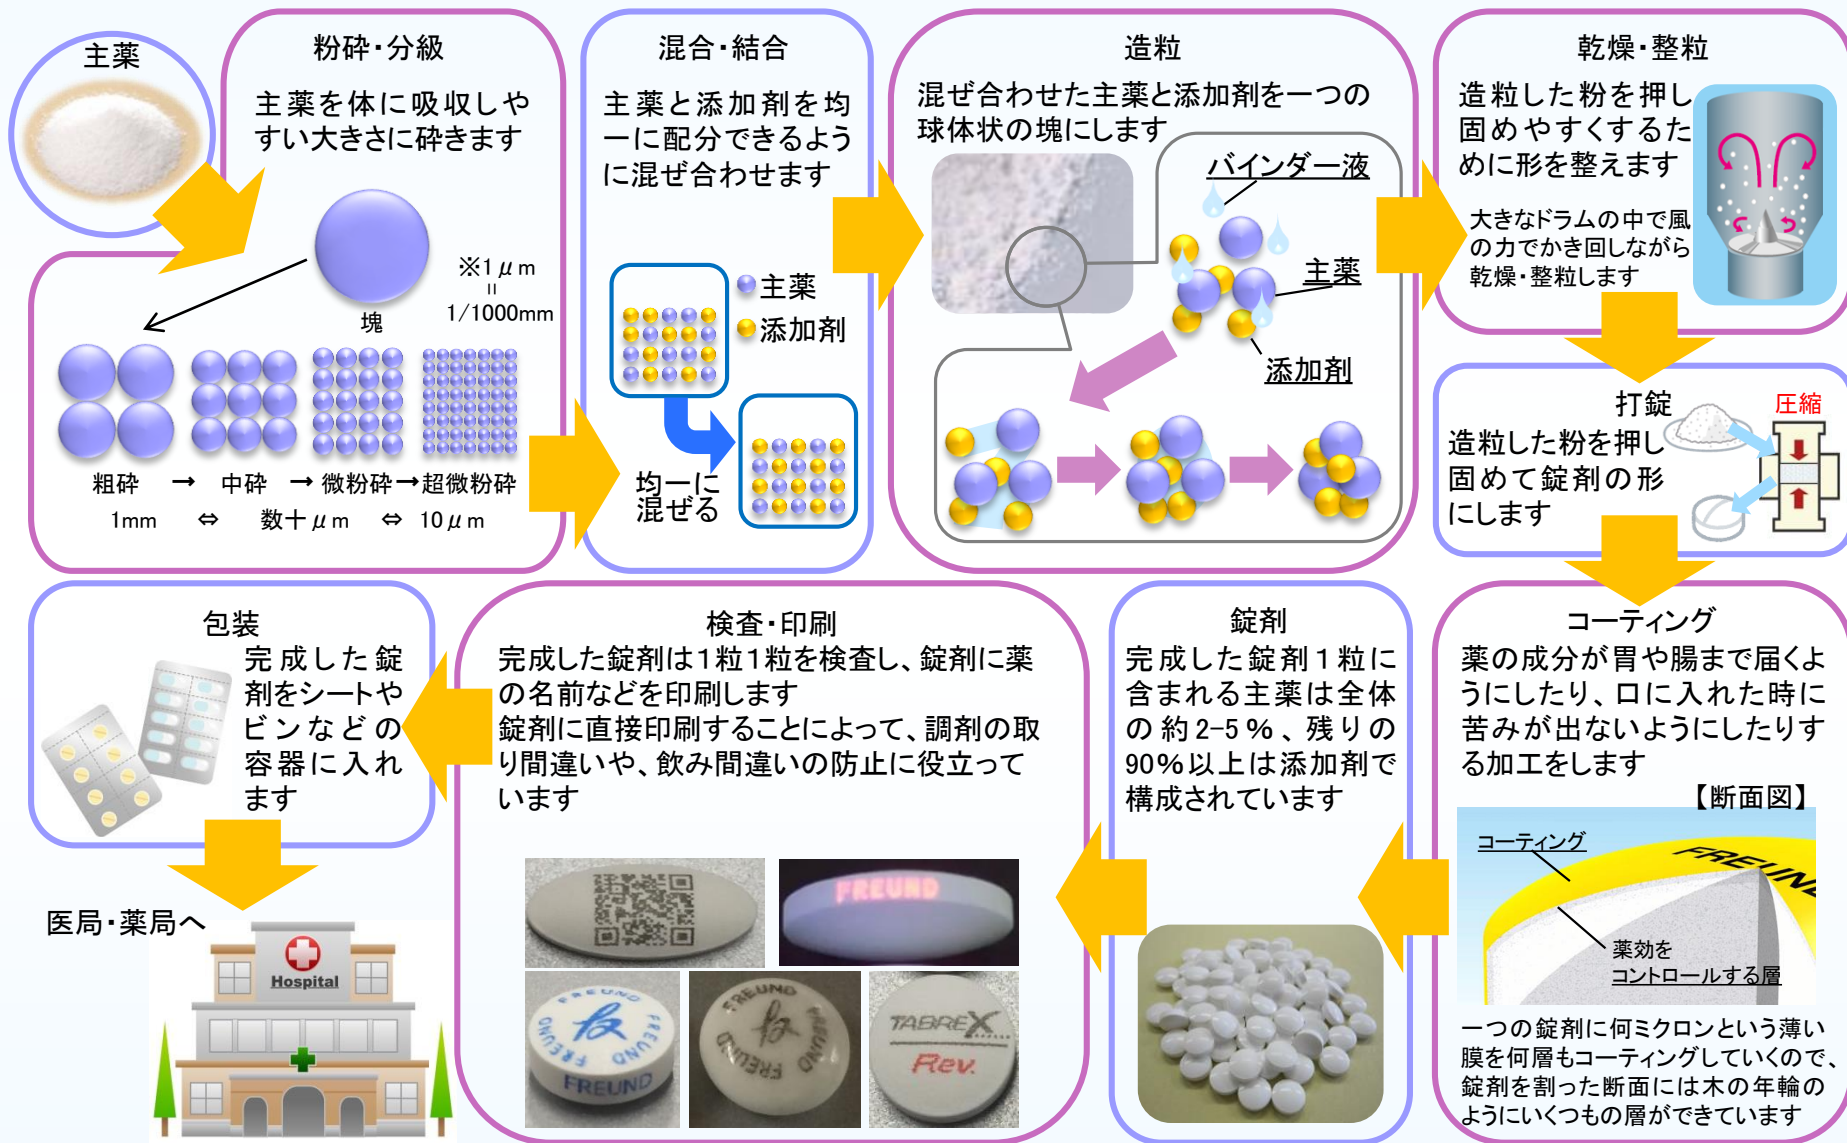 主薬
粉砕・分級
主薬を体に吸収しや
すい大きさに砕きます
塊
※1μm
=
1/1000mm
粗砕 → 中砕 → 微粉砕→超微粉砕
1mm ⇔ 数十μm ⇔ 10μm
混合・結合
主薬と添加剤を均
一に配分できるよう
に混ぜ合わせます
主薬
添加剤
均一に
混ぜる
造粒
混ぜ合わせた主薬と添加剤を一つの
球体状の塊にします
バインダー液
主薬
添加剤
乾燥・整粒
造粒した粉を押し
固めやすくするた
めに形を整えます
大きなドラムの中で風
の力でかき回しながら
乾燥・整粒します
打錠
圧縮
造粒した粉を押し
固めて錠剤の形
にします
コーティング
薬の成分が胃や腸まで届くよ
うにしたり、口に入れた時に
苦みが出ないようにしたりす
る加工をします
【断面図】
コーティング
FREUND
薬効を
コントロールする層
一つの錠剤に何ミクロンという薄い
膜を何層もコーティングしていくので、
錠剤を割った断面には木の年輪の
ようにいくつもの層ができています
錠剤
完成した錠剤1粒に
含まれる主薬は全体
の約2-5%、残りの
90%以上は添加剤で
構成されています
検査・印刷
完成した錠剤は1粒1粒を検査し、錠剤に薬
の名前などを印刷します
錠剤に直接印刷することによって、調剤の取
り間違いや、飲み間違いの防止に役立って
います
FREUND
FREUND
FREUND
FREUND
FREUND
FREUND
FREUND
TABREX
Rev.
包装
完成した錠
剤をシートや
ビンなどの
容器に入れ
ます
医局・薬局へ
Hospital